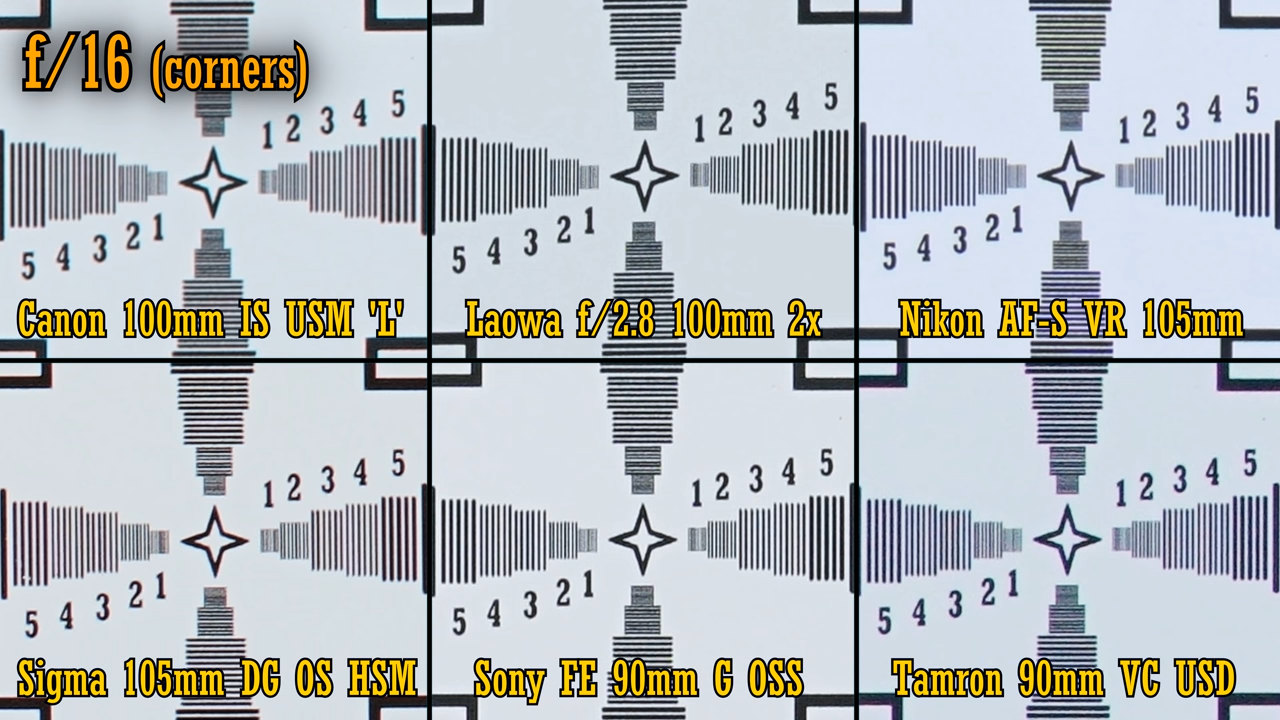 f/16 (corners)
1 2 3 4 5
5 4 3 2 1
Canon 100mm IS USM 'L'
1 2 3 4 5
5 4 3 2 1
Laowa f/2.8 100mm 2x
1 2 3 4 5
5 4 3 2 1
Nikon AF-S VR 105mm
1 2 3 4 5
5 4 3 2 1
Sigma 105mm DG OS HSM
1 2 3 4 5
5 4 3 2 1
Sony FE 90mm G OSS
1 2 3 4 5
5 4 3 2 1
Tamron 90mm VC USD